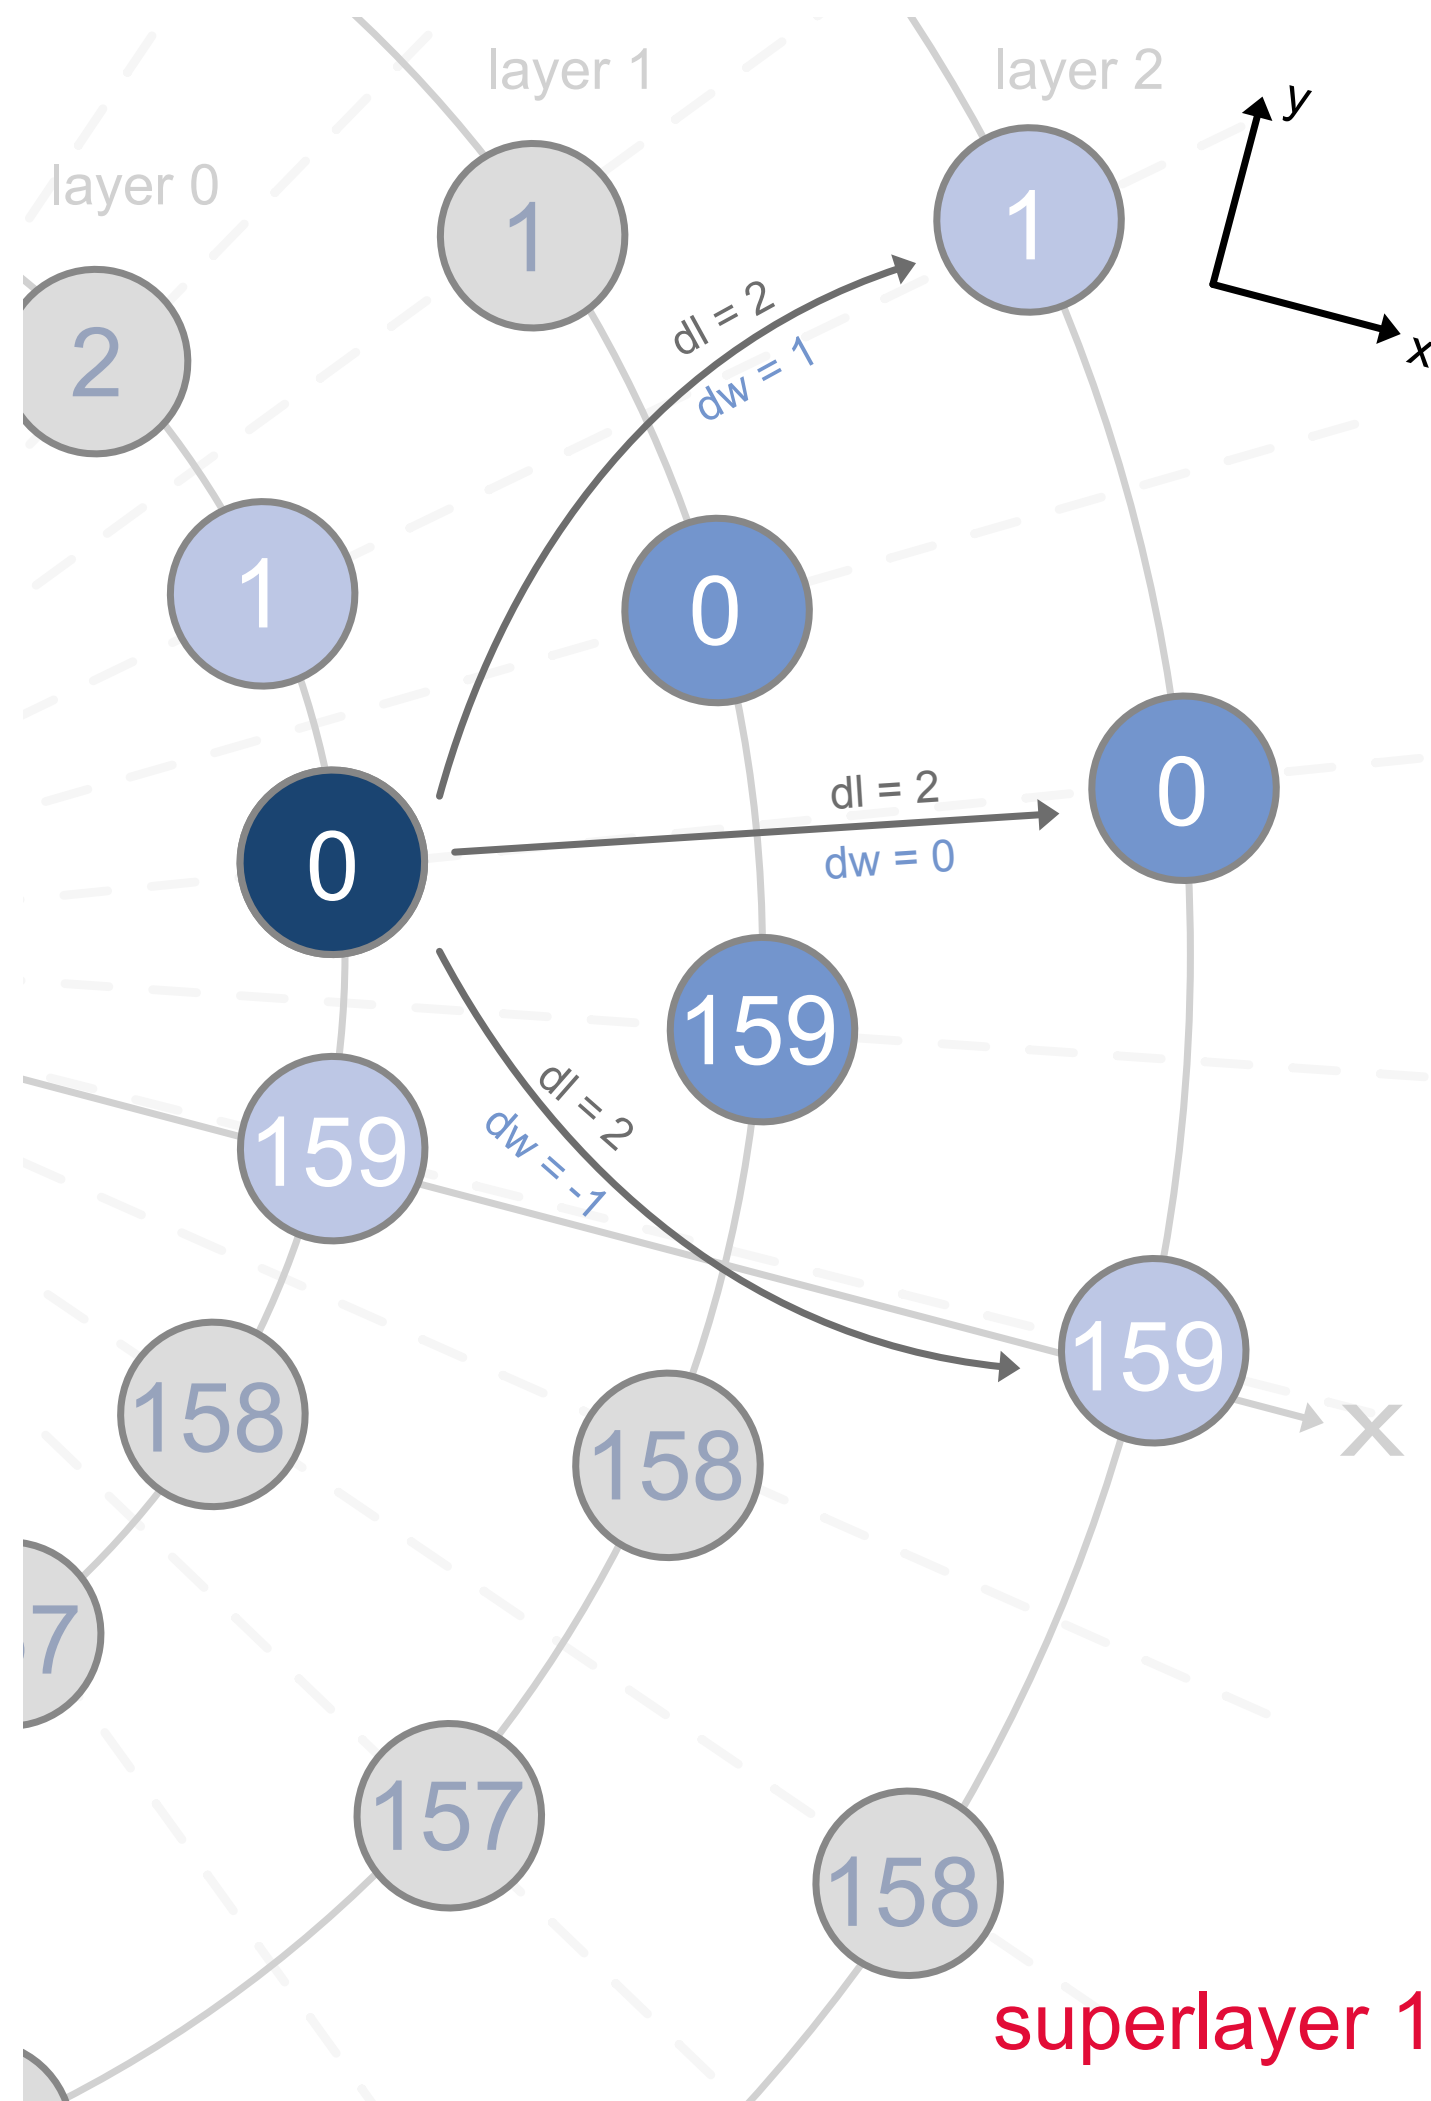 layer 1
layer 2
y
layer 0
1
1
dl = 2
x
2
dw = 1
1
0
0
dl = 2
0
dw = 0
159
dl = 2
159
dw = -1
159
158
x
158
7
157
158
superlayer 1